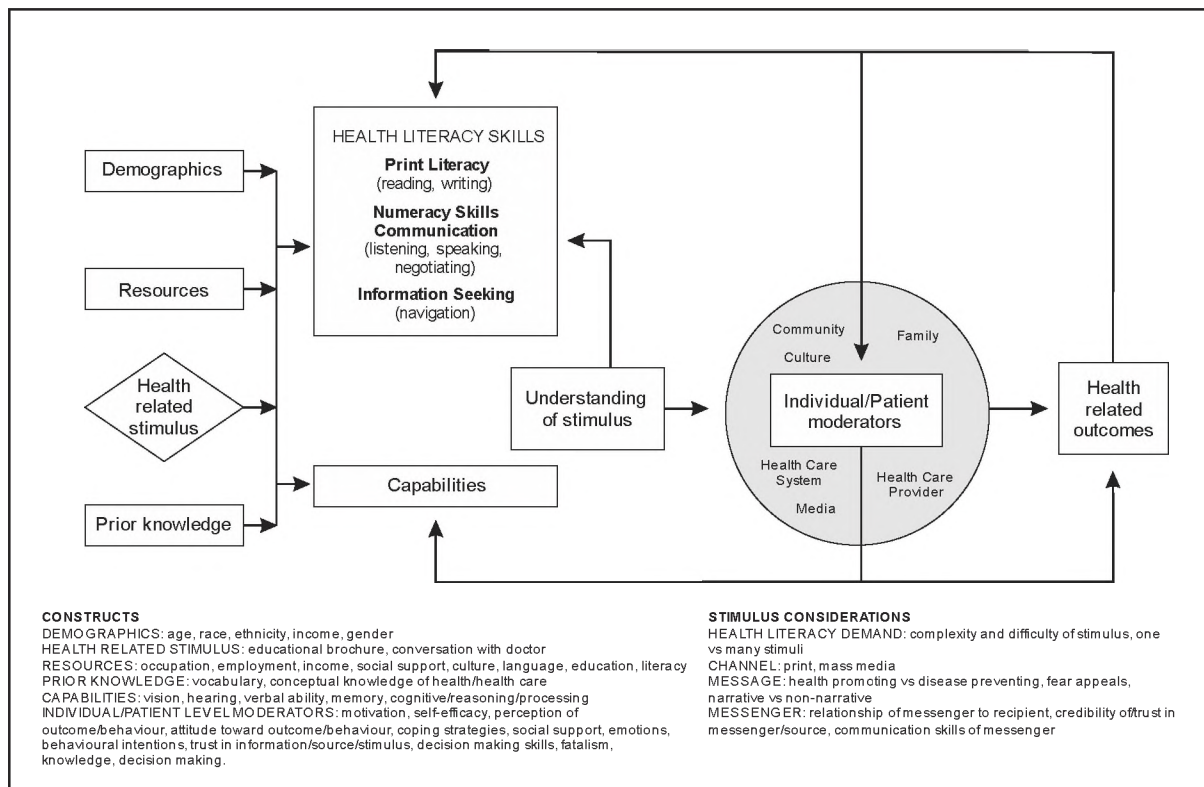 HEALTH LITERACY SKILLS
Print Literacy
(reading, writing)
Numeracy Skills
Communication
(listening, speaking,
negotiating)
Information Seeking
(navigation)
Demographics
Resources
Health
related
stimulus
Prior knowledge
Capabilities
Understanding
of stimulus
Community
Family
Culture
Individual/Patient
moderators
Health Care
System
Health Care
Provider
Media
Health
related
outcomes
CONSTRUCTS
DEMOGRAPHICS: age, race, ethnicity, income, gender
HEALTH RELATED STIMULUS: educational brochure, conversation with doctor
RESOURCES: occupation, employment, income, social support, culture, language, education, literacy
PRIOR KNOWLEDGE: vocabulary, conceptual knowledge of health/health care
CAPABILITIES: vision, hearing, verbal ability, memory, cognitive/reasoning/processing
INDIVIDUAL/PATIENT LEVEL MODERATORS: motivation, self-efficacy, perception of
outcome/behaviour, attitude toward outcome/behaviour, coping strategies, social support, emotions,
behavioural intentions, trust in information/source/stimulus, decision making skills, fatalism,
knowledge, decision making.
STIMULUS CONSIDERATIONS
HEALTH LITERACY DEMAND: complexity and difficulty of stimulus, one
vs many stimuli
CHANNEL: print, mass media
MESSAGE: health promoting vs disease preventing, fear appeals,
narrative vs non-narrative
MESSENGER: relationship of messenger to recipient, credibility of/trust in
messenger/source, communication skills of messenger